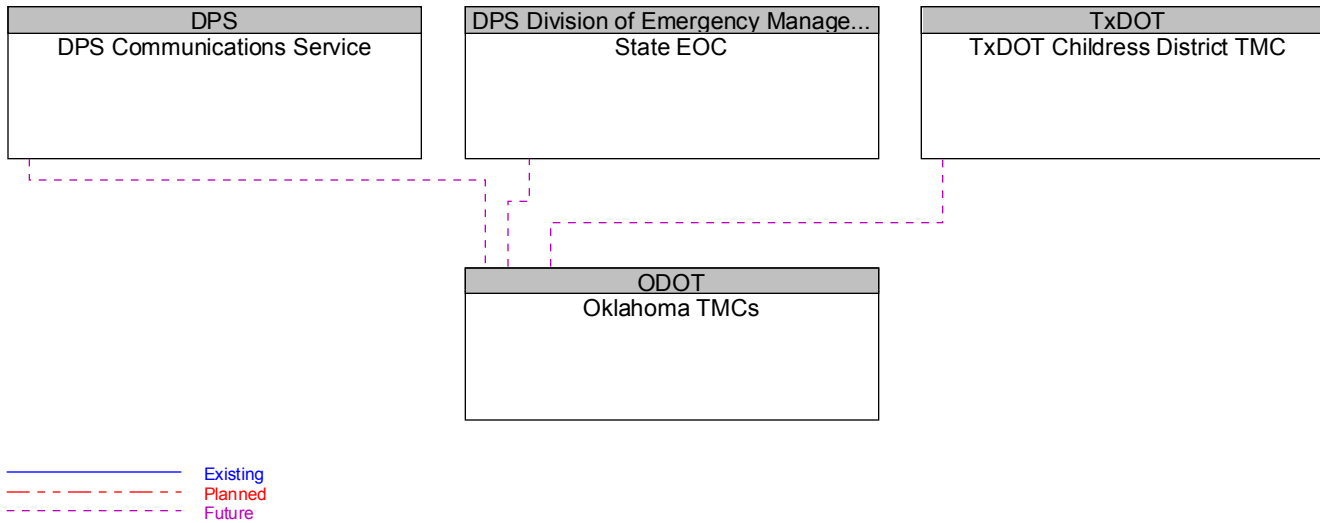 DPS
DPS Communications Service
DPS Division of Emergency Manage...
State EOC
TxDOT
TxDOT Childress District TMC
ODOT
Oklahoma TMCs
Existing
Planned
Future